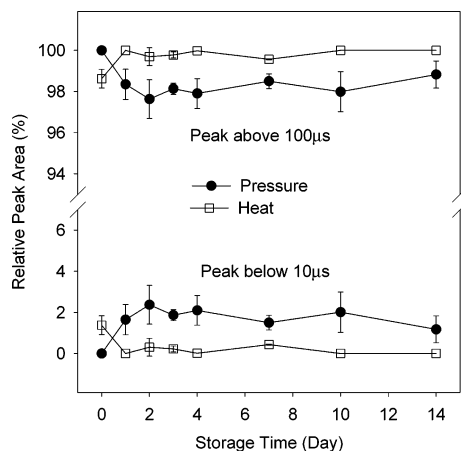 Relative Peak Area (%)
100
98
96
94
6
4
2
0
Peak above 100μs
Pressure
Heat
Peak below 10μs
0 2 4 6 8 10 12 14
Storage Time (Day)